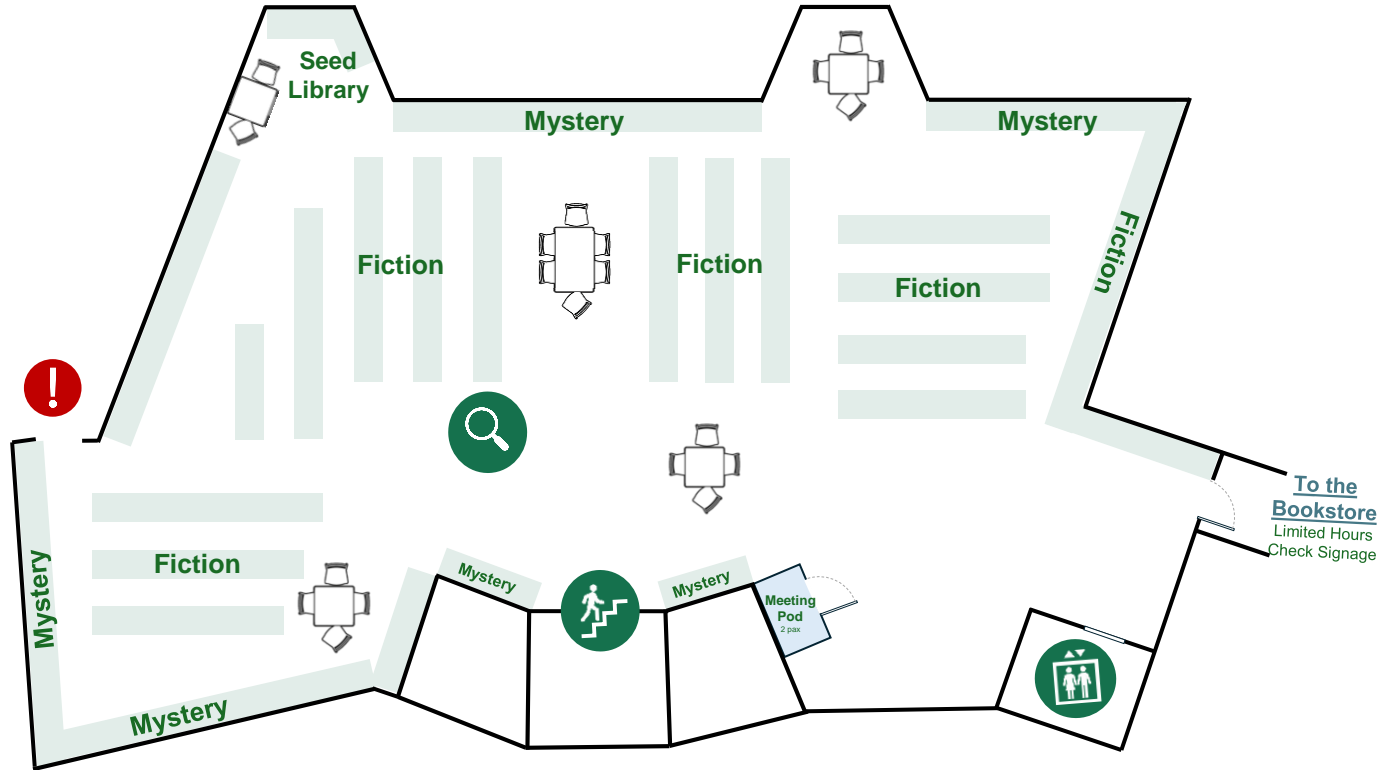 Seed
Library
Mystery
Mystery
Fiction
Fiction
Fiction
Fiction
To the
Bookstore
Limited Hours
Check Signage
Mystery
Fiction
Mystery
Mystery
Meeting
Pod
2 pax
Mystery